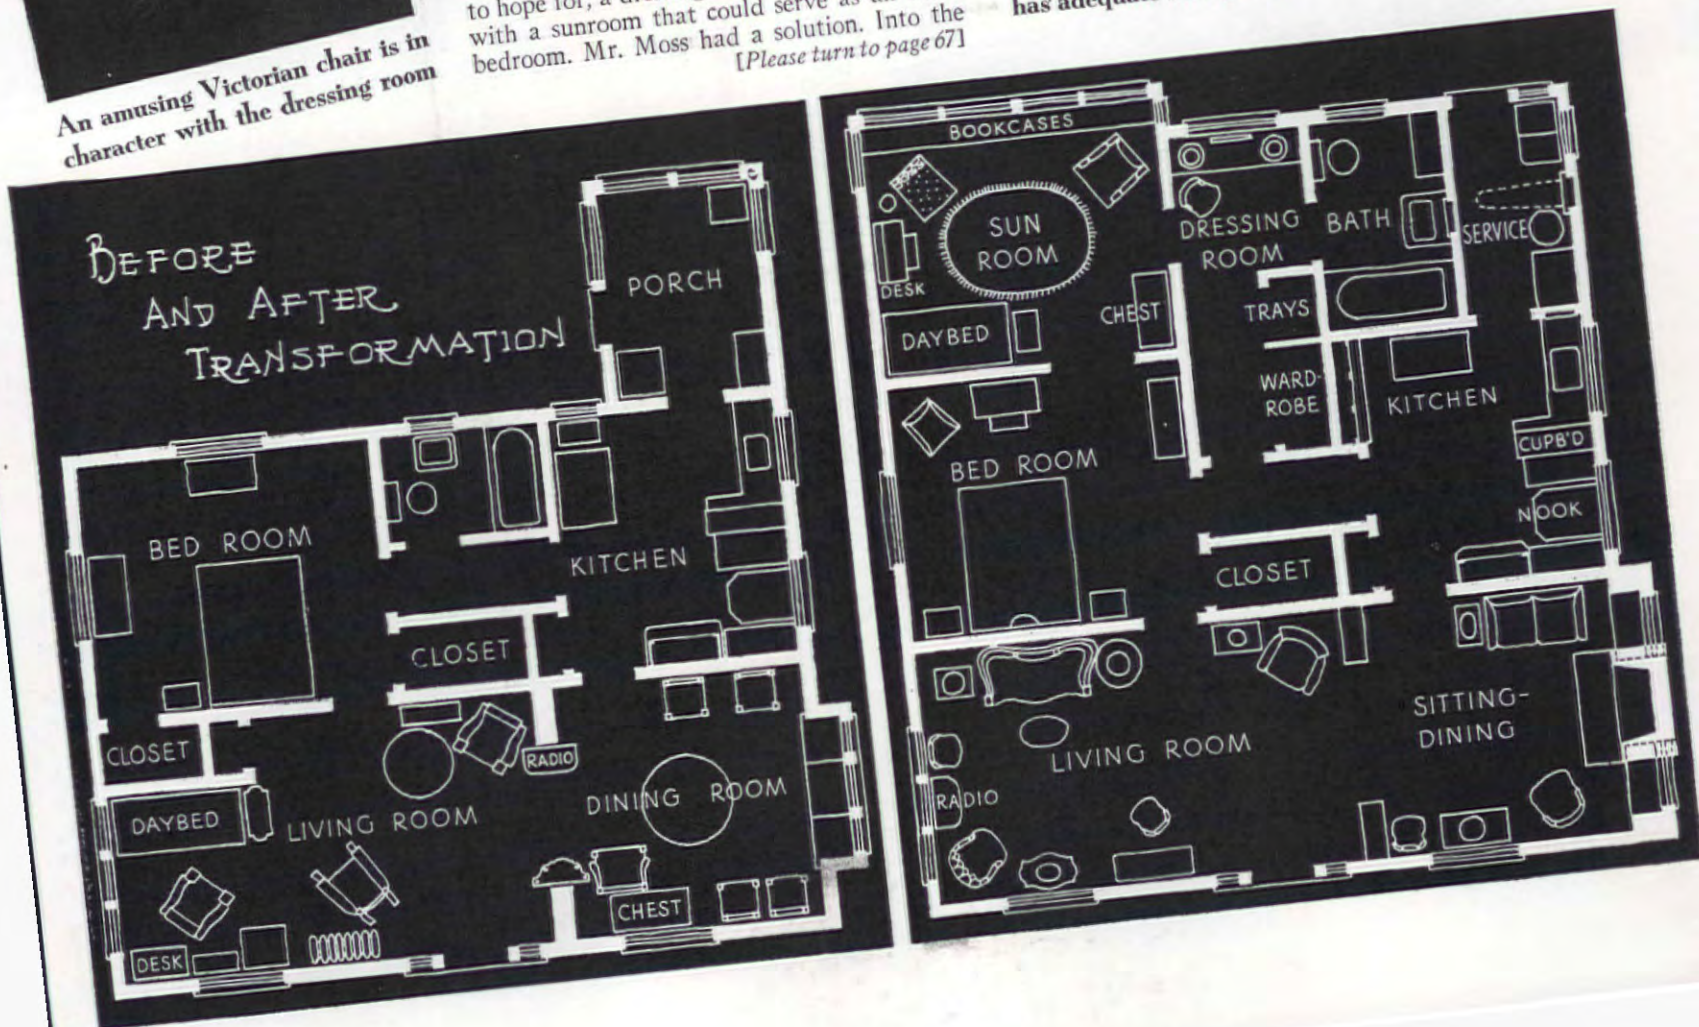 An amusing Victorian chair is in
character with the dressing room
to hope for, a
with a sunroom that could serve as
bedroom. Mr. Moss had a solution. Into the
[Please turn to page 67]
has
BEFORE
AND AFTER
TRANSFORMATION
PORCH
BED ROOM
KITCHEN
CLOSET
CLOSET
RADIO
DAYBED
LIVING ROOM
DINING ROOM
CHEST
DESK
BOOKCASES
SUN
ROOM
DESK
DAYBED
CHEST
DRESSING
ROOM
BATH
SERVICE
TRAYS
WARD-
ROBE
KITCHEN
CUPB'D
NOOK
BED ROOM
CLOSET
LIVING ROOM
SITTING-
DINING
RADIO